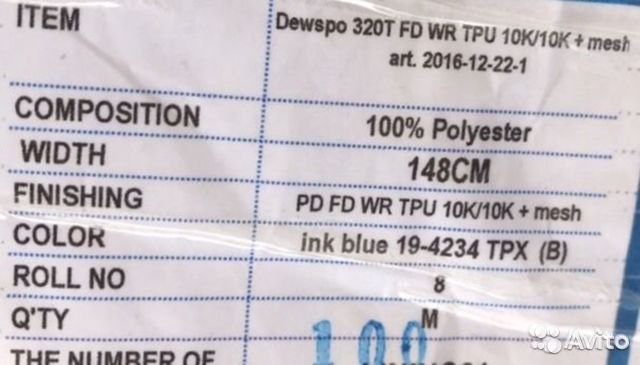 ITEM
Dewspo 320T FD WR TPU 10K/10K + mesh
art. 2016-12-22-1
COMPOSITION
100% Polyester
WIDTH
148CM
FINISHING
PD FD WR TPU 10K/10K + mesh
COLOR
ink blue 19-4234 TPX (B)
ROLL NO
8
Q'TY
100 M
THE NUMBER OF
Avito